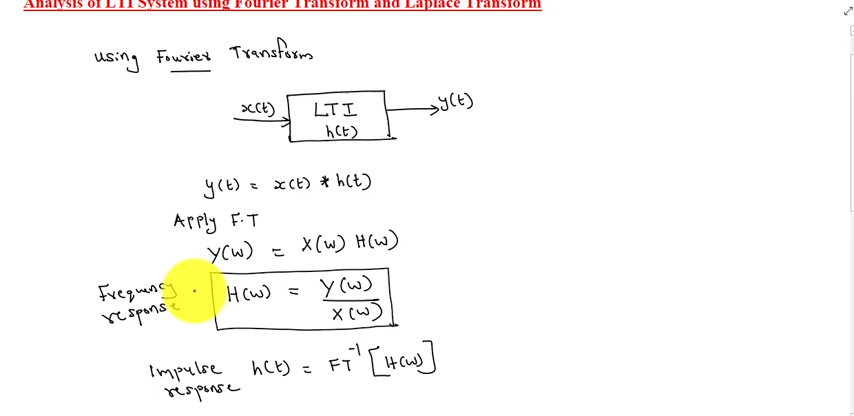 Analysis of LTI System using Fourier Transform and Laplace Transform
using Fourier Transform
x(t) LTI y(t)
h(t)
y(t) = x(t) * h(t)
Apply F.T
Y(w) = X(w) H(w)
Frequency response H(w) = Y(w) / X(w)
Impulse response h(t) = FT⁻¹ [H(w)]